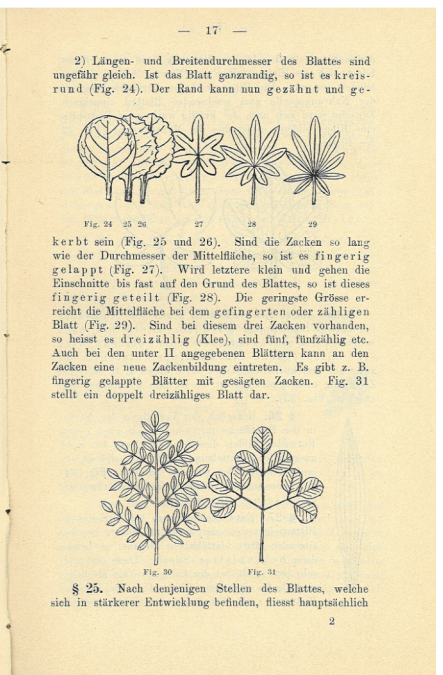 — 17 —
2) Längen- und Breitendurchmesser des Blattes sind
ungefähr gleich. Ist das Blatt ganzrandig, so ist es kreis-
rund (Fig. 24). Der Rand kann nun gezähnt und ge-
Fig. 24 25 26 27 28 29
kerbt sein (Fig. 25 und 26). Sind die Zacken so lang
wie der Durchmesser der Mittelfläche, so ist es fingerig
gelappt (Fig. 27). Wird letztere klein und gehen die
Einschnitte bis fast auf den Grund des Blattes, so ist dieses
fingerig geteilt (Fig. 28). Die geringste Grösse er-
reicht die Mittelfläche bei dem gefingerten oder zähligen
Blatt (Fig. 29). Sind bei diesem drei Zacken vorhanden,
so heisst es dreizählig (Klee), sind fünf, fünfzählig etc.
Auch bei den unter II angegebenen Blättern kann an den
Zacken eine neue Zackenbildung eintreten. Es gibt z. B.
fingerig gelappte Blätter mit gesägten Zacken. Fig. 31
stellt ein doppelt dreizähliges Blatt dar.
Fig. 30 Fig. 31
§ 25. Nach denjenigen Stellen des Blattes, welche
sich in stärkerer Entwicklung befinden, fliesst hauptsächlich
2